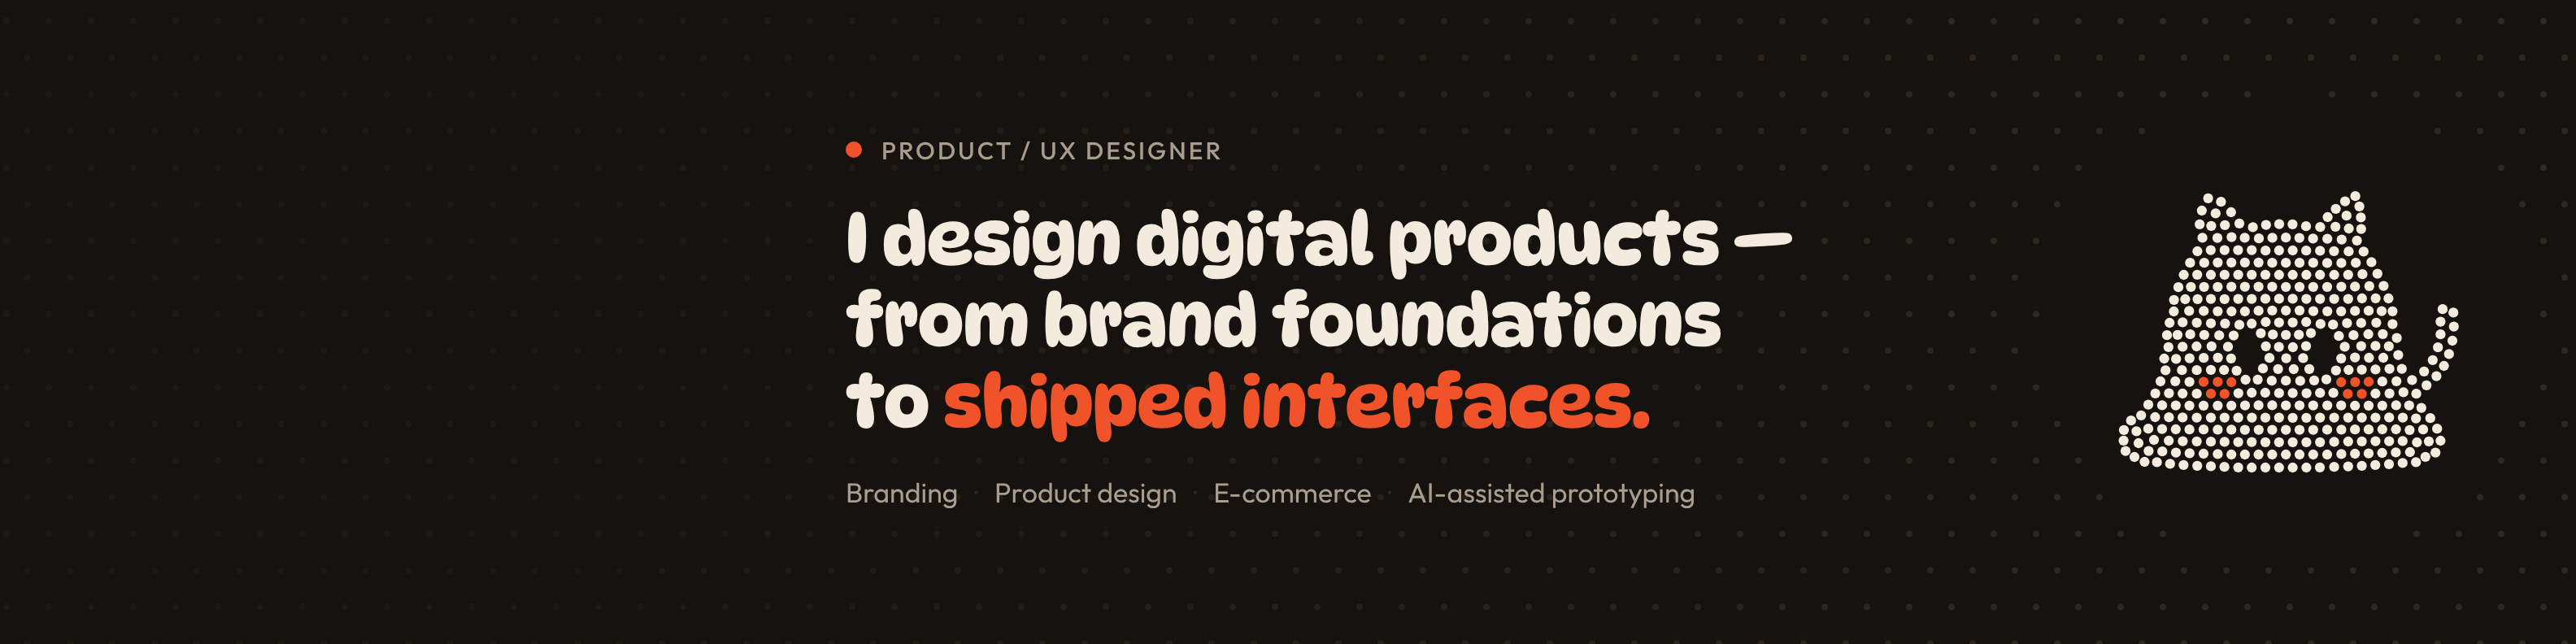 PRODUCT / UX DESIGNER
I design digital products —
from brand foundations
to shipped interfaces.
Branding · Product design · E-commerce · AI-assisted prototyping